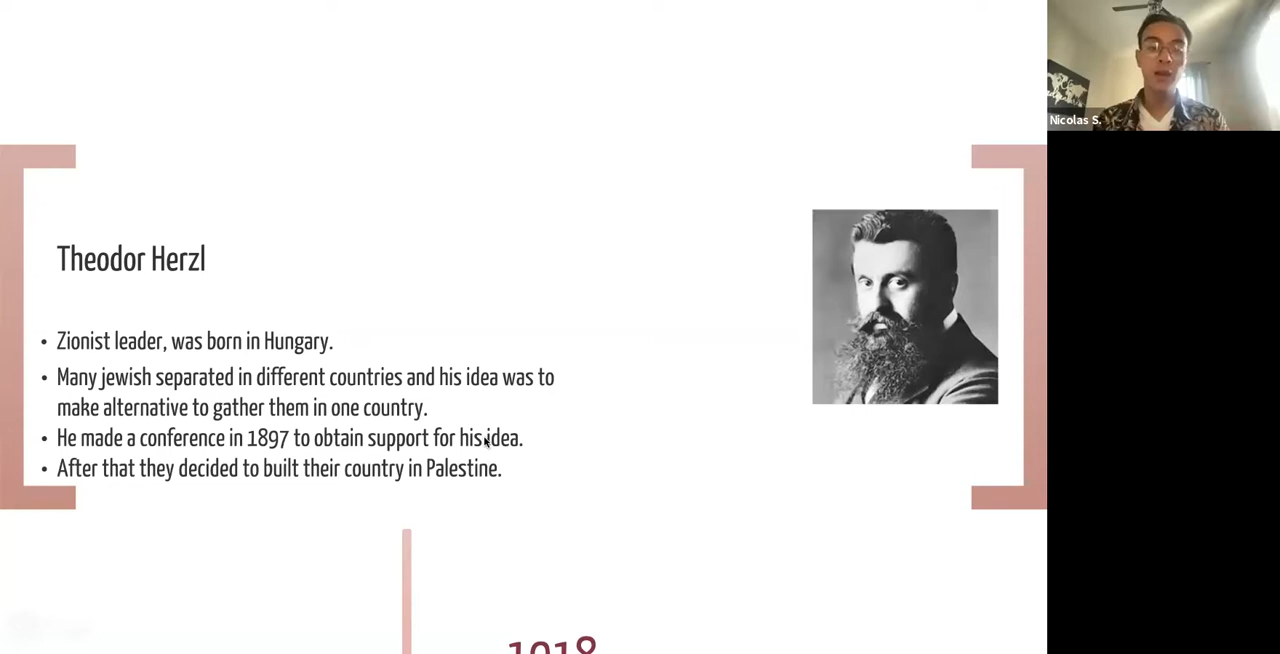 Nicolas S.
Theodor Herzl
• Zionist leader, was born in Hungary.
• Many jewish separated in different countries and his idea was to
make alternative to gather them in one country.
• He made a conference in 1897 to obtain support for his idea.
• After that they decided to built their country in Palestine.
1918